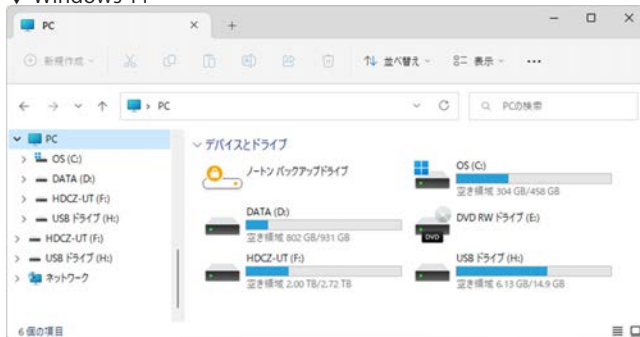 ▼ Windows 11
PC
新規作成
並べ替え
表示
PC
PCの検索
PC
OS (C:)
DATA (D:)
HDCZ-UT (F:)
USB ドライブ (H:)
HDCZ-UT (F:)
USB ドライブ (H:)
ネットワーク
デバイスとドライブ
ノートン バックアップドライブ
OS (C:)
空き領域 304 GB/458 GB
DATA (D:)
空き領域 802 GB/931 GB
DVD RW ドライブ (E:)
DVD
HDCZ-UT (F:)
空き領域 2.00 TB/2.72 TB
USB ドライブ (H:)
空き領域 6.13 GB/14.9 GB
6 個の項目